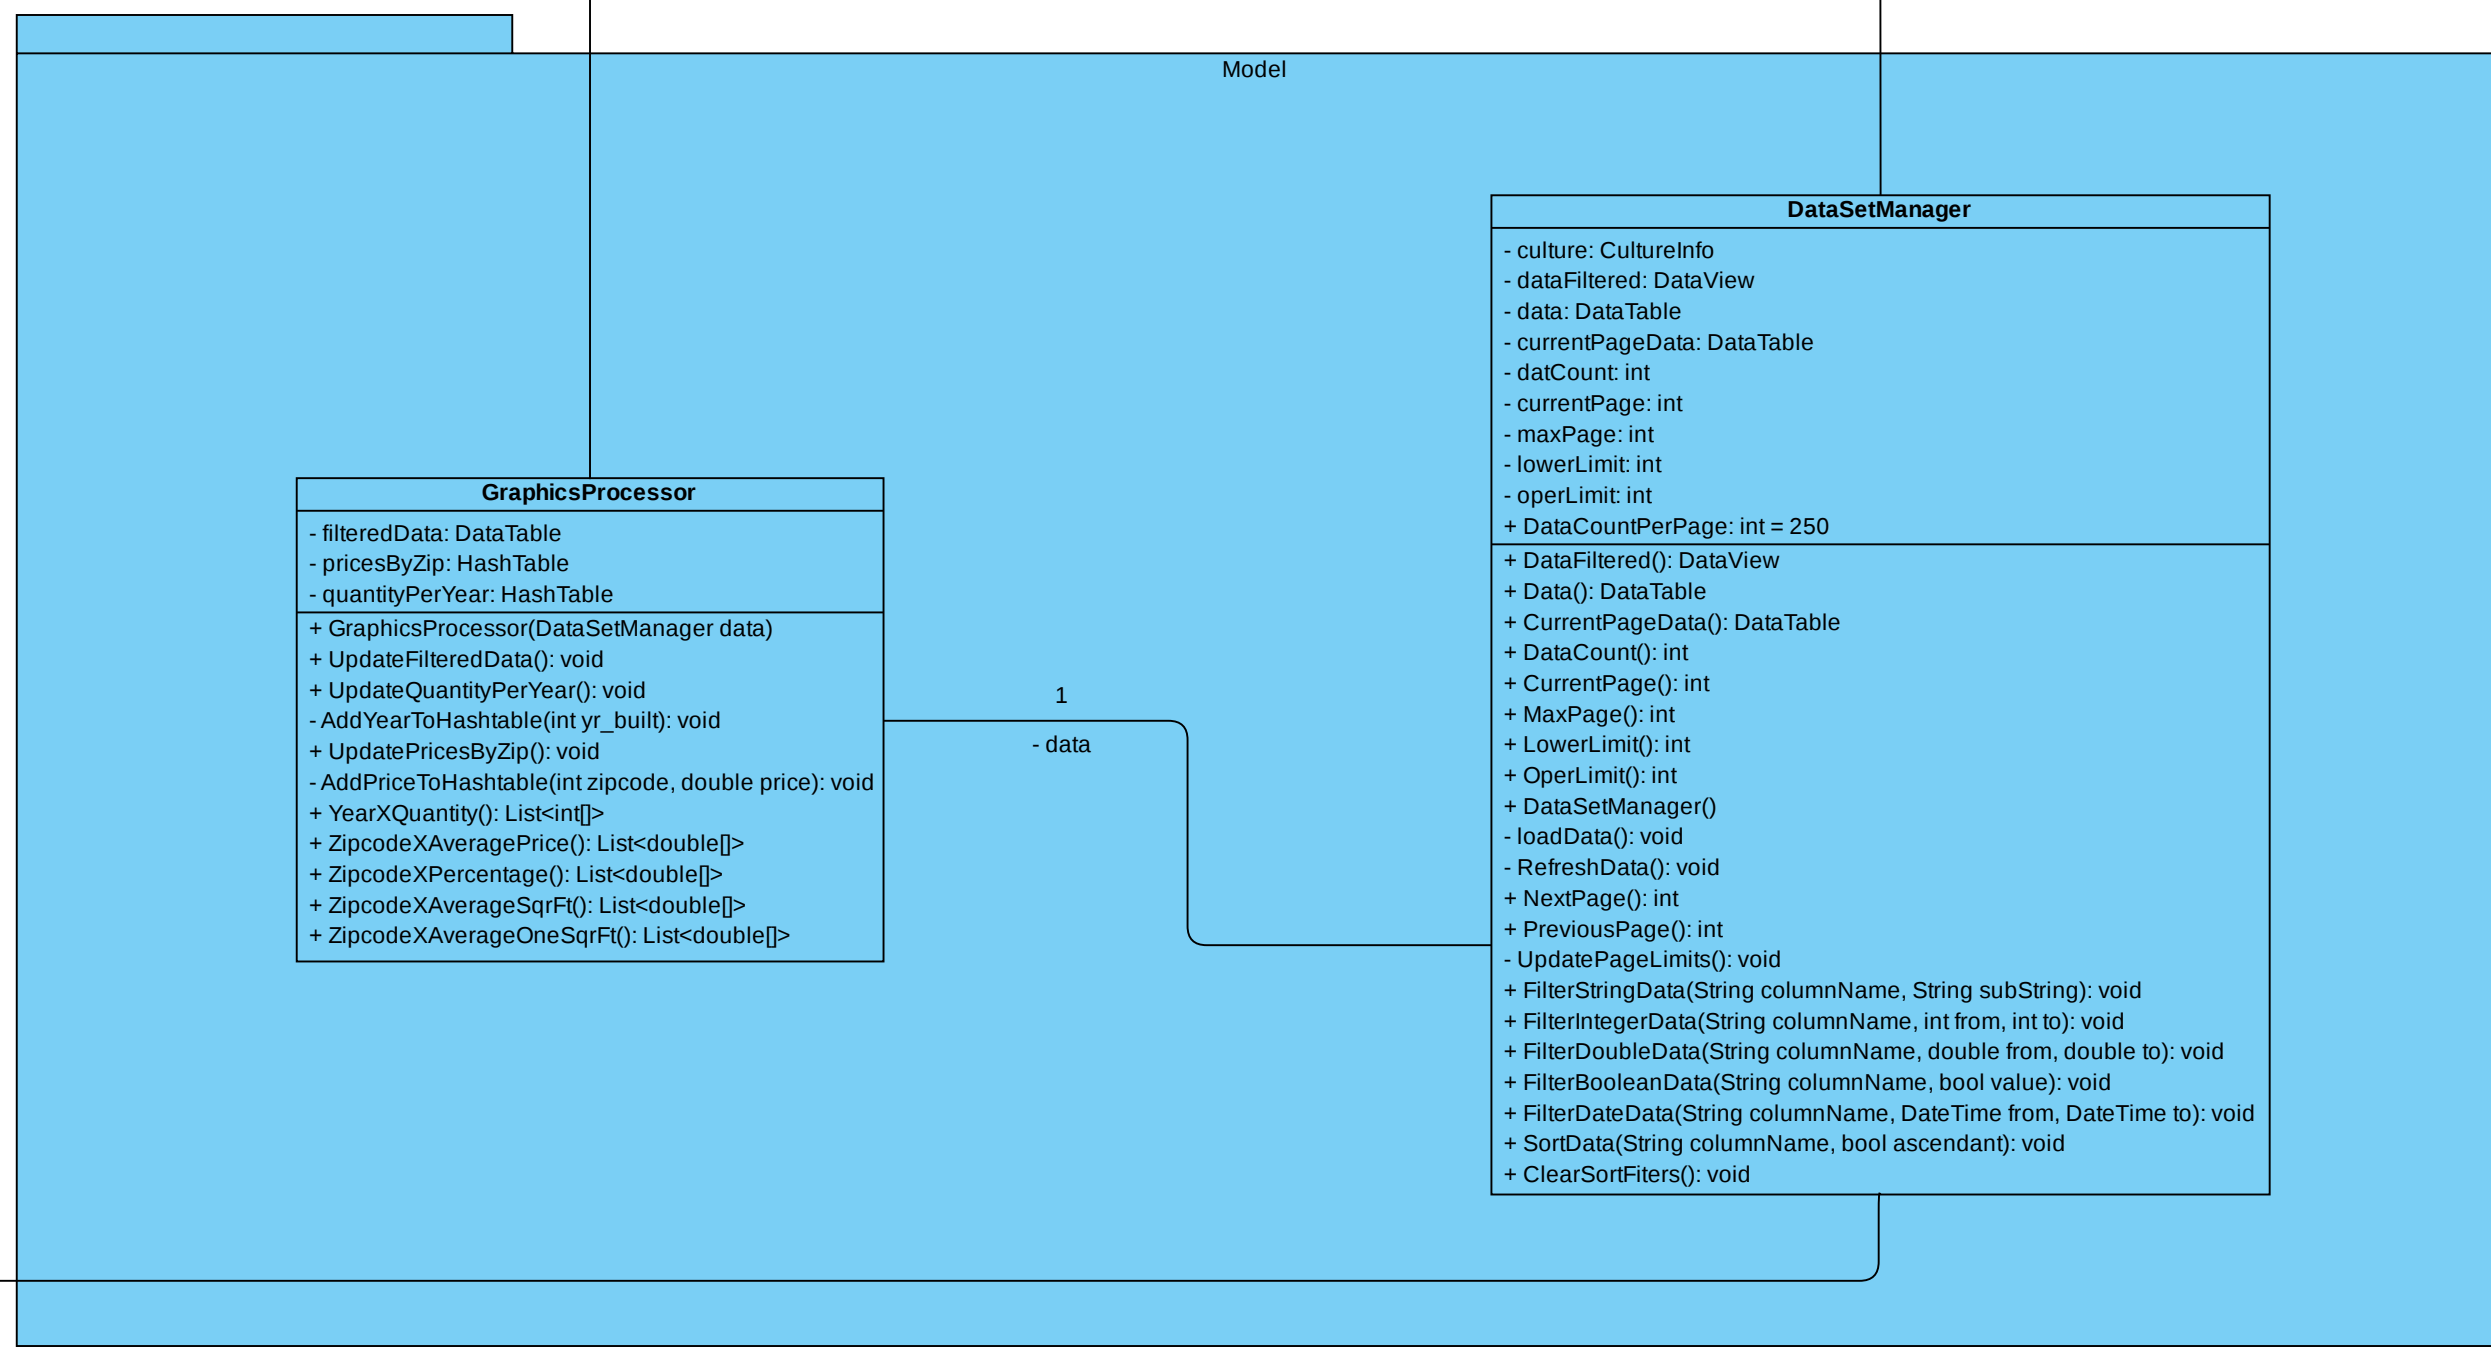 Model
GraphicsProcessor
- filteredData: DataTable
- pricesByZip: HashTable
- quantityPerYear: HashTable
+ GraphicsProcessor(DataSetManager data)
+ UpdateFilteredData(): void
+ UpdateQuantityPerYear(): void
- AddYearToHashtable(int yr_built): void
+ UpdatePricesByZip(): void
- AddPriceToHashtable(int zipcode, double price): void
+ YearXQuantity(): List<int[]>
+ ZipcodeXAveragePrice(): List<double[]>
+ ZipcodeXPercentage(): List<double[]>
+ ZipcodeXAverageSqrFt(): List<double[]>
+ ZipcodeXAverageOneSqrFt(): List<double[]>
1
- data
DataSetManager
- culture: CultureInfo
- dataFiltered: DataView
- data: DataTable
- currentPageData: DataTable
- datCount: int
- currentPage: int
- maxPage: int
- lowerLimit: int
- operLimit: int
+ DataCountPerPage: int = 250
+ DataFiltered(): DataView
+ Data(): DataTable
+ CurrentPageData(): DataTable
+ DataCount(): int
+ CurrentPage(): int
+ MaxPage(): int
+ LowerLimit(): int
+ OperLimit(): int
+ DataSetManager()
- loadData(): void
- RefreshData(): void
+ NextPage(): int
+ PreviousPage(): int
- UpdatePageLimits(): void
+ FilterStringData(String columnName, String subString): void
+ FilterIntegerData(String columnName, int from, int to): void
+ FilterDoubleData(String columnName, double from, double to): void
+ FilterBooleanData(String columnName, bool value): void
+ FilterDateData(String columnName, DateTime from, DateTime to): void
+ SortData(String columnName, bool ascendant): void
+ ClearSortFiters(): void